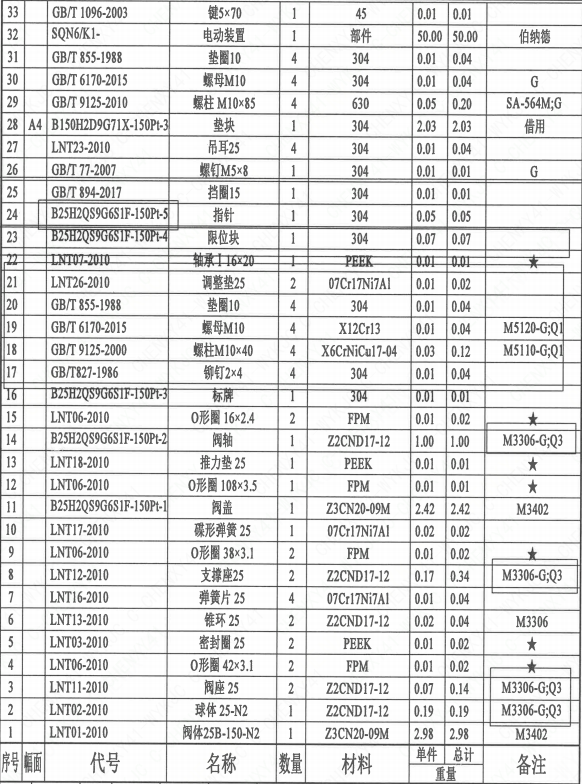 33 GB/T 1096-2003 键5×70 1 45 0.01 0.01
32 SQN6/K1- 电动装置 1 部件 50.00 50.00 伯纳德
31 GB/T 855-1988 垫圈10 4 304 0.01 0.04
30 GB/T 6170-2015 螺母M10 4 304 0.01 0.04 G
29 GB/T 9125-2010 螺柱 M10×85 4 630 0.05 0.20 SA-564M;G
28 A4 B150H2D9G71X-150Pt-3 垫块 1 304 2.03 2.03 借用
27 LNT23-2010 吊耳25 4 304 0.01 0.04
26 GB/T 77-2007 螺钉M5×8 1 304 0.01 0.01 G
25 GB/T 894-2017 挡圈15 1 304 0.01 0.01
24 B25H2QS9G6S1F-150Pt-5 指针 1 304 0.05 0.05
23 B25H2QS9G6S1F-150Pt-4 限位块 1 304 0.07 0.07
22 LNT07-2010 轴承Ⅰ16×20 1 PEEK 0.01 0.01 ★
21 LNT26-2010 调整垫25 2 07Cr17Ni7Al 0.01 0.02
20 GB/T 855-1988 垫圈10 4 304 0.01 0.04
19 GB/T 6170-2015 螺母M10 4 X12Cr13 0.01 0.04 M5120-G;Q1
18 GB/T 9125-2000 螺柱M10×40 4 X6CrNiCu17-04 0.03 0.12 M5110-G;Q1
17 GB/T827-1986 铆钉2×4 4 304 0.01 0.04
16 B25H2QS9G6S1F-150Pt-3 标牌 1 304 0.01 0.01
15 LNT06-2010 O形圈 16×2.4 2 FPM 0.01 0.02 ★
14 B25H2QS9G6S1F-150Pt-2 阀轴 1 Z2CND17-12 1.00 1.00 M3306-G;Q3
13 LNT18-2010 推力垫 25 1 PEEK 0.01 0.01 ★
12 LNT06-2010 O形圈 108×3.5 1 FPM 0.01 0.01 ★
11 B25H2QS9G6S1F-150Pt-1 阀盖 1 Z3CN20-09M 2.42 2.42 M3402
10 LNT17-2010 碟形弹簧 25 1 07Cr17Ni7Al 0.02 0.02
9 LNT06-2010 O形圈 38×3.1 2 FPM 0.01 0.02 ★
8 LNT12-2010 支撑座25 2 Z2CND17-12 0.17 0.34 M3306-G;Q3
7 LNT16-2010 弹簧片 25 4 07Cr17Ni7Al 0.01 0.04
6 LNT13-2010 锥环 25 2 Z2CND17-12 0.02 0.04 M3306
5 LNT03-2010 密封圈 25 2 PEEK 0.01 0.02 ★
4 LNT06-2010 O形圈 42×3.1 2 FPM 0.01 0.02 ★
3 LNT11-2010 阀座 25 2 Z2CND17-12 0.07 0.14 M3306-G;Q3
2 LNT02-2010 球体 25-N2 1 Z2CND17-12 0.19 0.19 M3306-G;Q3
1 LNT01-2010 阀体25B-150-N2 1 Z3CN20-09M 2.98 2.98 M3402
序号 幅面 代号 名称 数量 材料 单件 总计 备注
重量